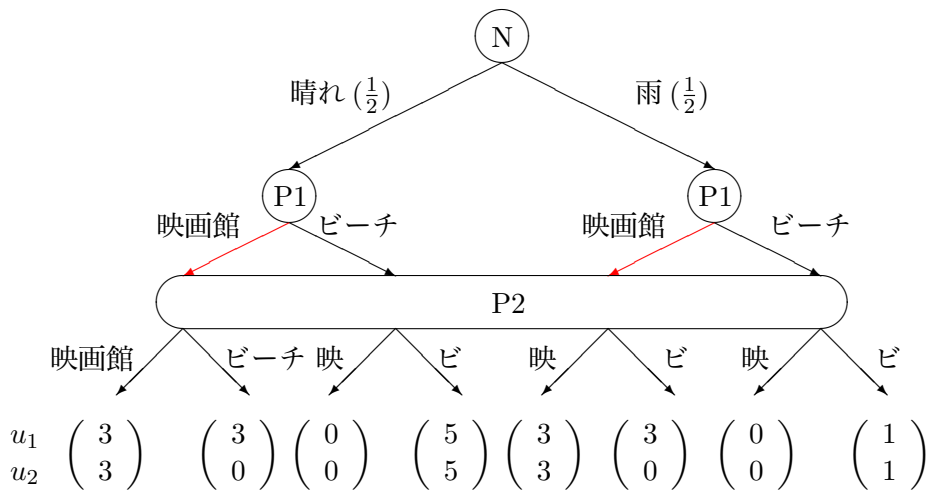 N
晴れ (1/2) 雨 (1/2)
P1 P1
映画館 ビーチ 映画館 ビーチ
P2
映画館 ビーチ 映 ビ 映 ビ 映 ビ
u₁ 3 3 0 5 3 3 0 1
u₂ 3 0 0 5 3 0 0 1